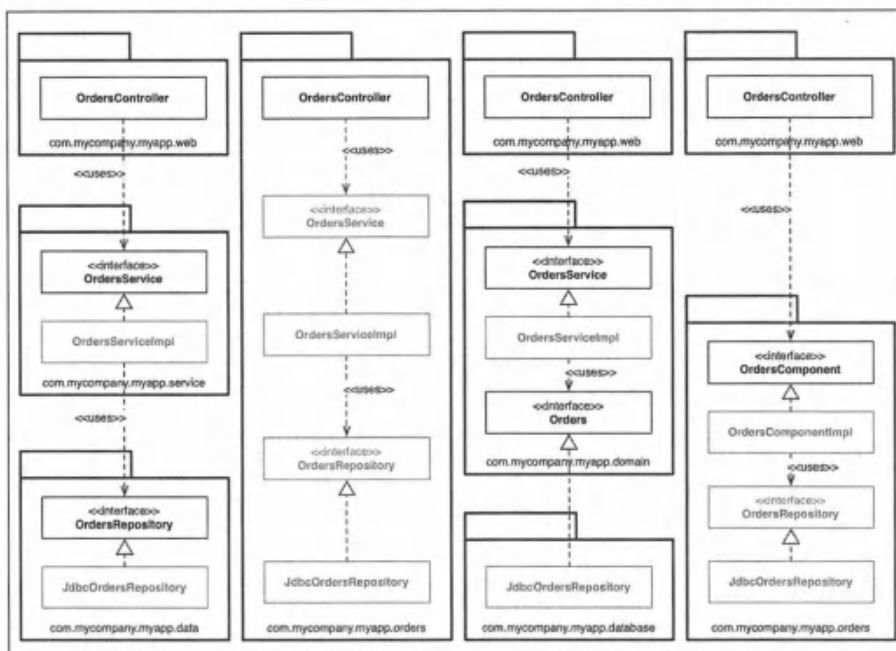 OrdersController
com.mycompany.myapp.web
<<uses>>
<<interface>>
OrdersService
OrdersServiceImpl
com.mycompany.myapp.service
<<uses>>
<<interface>>
OrdersRepository
JdbcOrdersRepository
com.mycompany.myapp.data
OrdersController
<<uses>>
<<interface>>
OrdersService
OrdersServiceImpl
<<uses>>
<<interface>>
OrdersRepository
JdbcOrdersRepository
com.mycompany.myapp.orders
OrdersController
com.mycompany.myapp.web
<<uses>>
<<interface>>
OrdersService
OrdersServiceImpl
<<uses>>
<<interface>>
Orders
com.mycompany.myapp.domain
JdbcOrdersRepository
com.mycompany.myapp.database
OrdersController
com.mycompany.myapp.web
<<uses>>
<<interface>>
OrdersComponent
OrdersComponentImpl
<<uses>>
<<interface>>
OrdersRepository
JdbcOrdersRepository
com.mycompany.myapp.orders